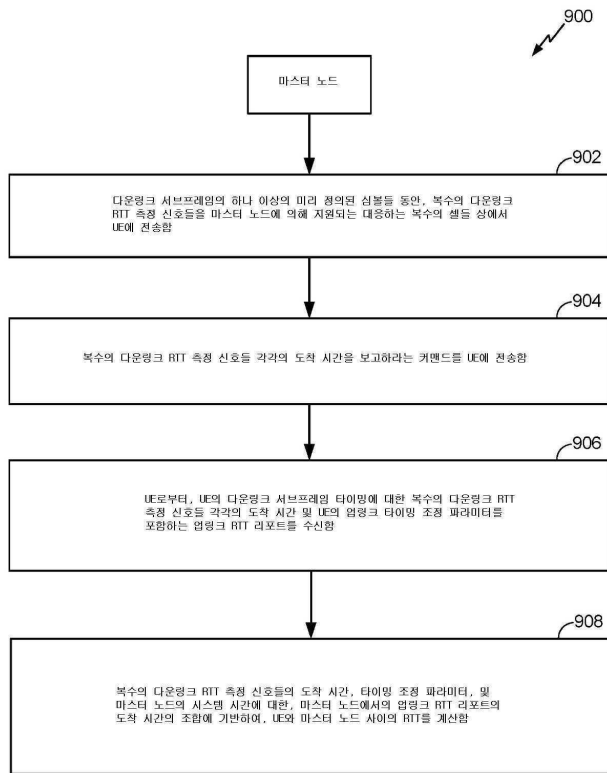 900
마스터 노드
902
다운링크 서브프레임의 하나 이상의 미리 정의된 심볼들 동안, 복수의 다운링크
RTT 측정 신호들을 마스터 노드에 의해 지원되는 대응하는 복수의 셀들 상에서
UE에 전송함
904
복수의 다운링크 RTT 측정 신호들 각각의 도착 시간을 보고하라는 커맨드를 UE에 전송함
906
UE로부터, UE의 다운링크 서브프레임 타이밍에 대한 복수의 다운링크 RTT
측정 신호들 각각의 도착 시간 및 UE의 업링크 타이밍 조정 파라미터를
포함하는 업링크 RTT 리포트를 수신함
908
복수의 다운링크 RTT 측정 신호들의 도착 시간, 타이밍 조정 파라미터, 및
마스터 노드의 시스템 시간에 대한, 마스터 노드에서의 업링크 RTT 리포트의
도착 시간의 조합에 기반하여, UE와 마스터 노드 사이의 RTT를 계산함